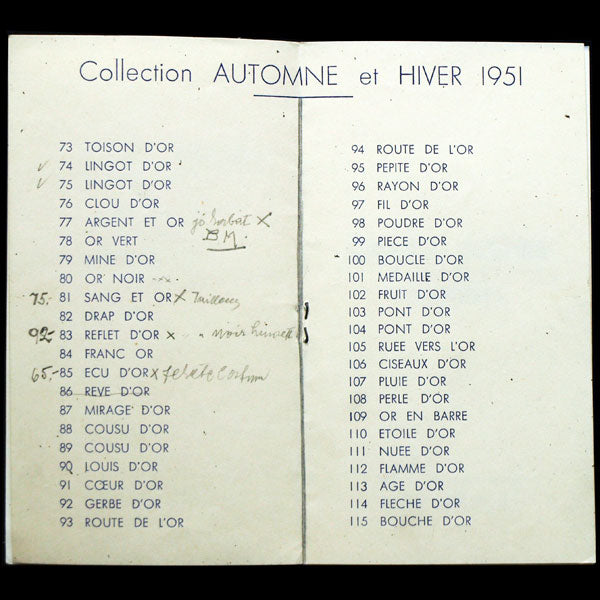 Collection AUTOMNE et HIVER 1951
73 TOISON D'OR
74 LINGOT D'OR
75 LINGOT D'OR
76 CLOU D'OR
77 ARGENT ET OR X
BM
78 OR VERT
79 MINE D'OR
80 OR NOIR
75.- 81 SANG ET OR X Tailleur
82 DRAP D'OR
92.- 83 REFLET D'OR X noir
84 FRANC OR
65.- 85 ECU D'OR X
86 REVE D'OR
87 MIRAGE D'OR
88 COUSU D'OR
89 COUSU D'OR
90 LOUIS D'OR
91 CŒUR D'OR
92 GERBE D'OR
93 ROUTE DE L'OR
94 ROUTE DE L'OR
95 PEPITE D'OR
96 RAYON D'OR
97 FIL D'OR
98 POUDRE D'OR
99 PIECE D'OR
100 BOUCLE D'OR
101 MEDAILLE D'OR
102 FRUIT D'OR
103 PONT D'OR
104 PONT D'OR
105 RUEE VERS L'OR
106 CISEAUX D'OR
107 PLUIE D'OR
108 PERLE D'OR
109 OR EN BARRE
110 ETOILE D'OR
111 NUEE D'OR
112 FLAMME D'OR
113 AGE D'OR
114 FLECHE D'OR
115 BOUCHE D'OR